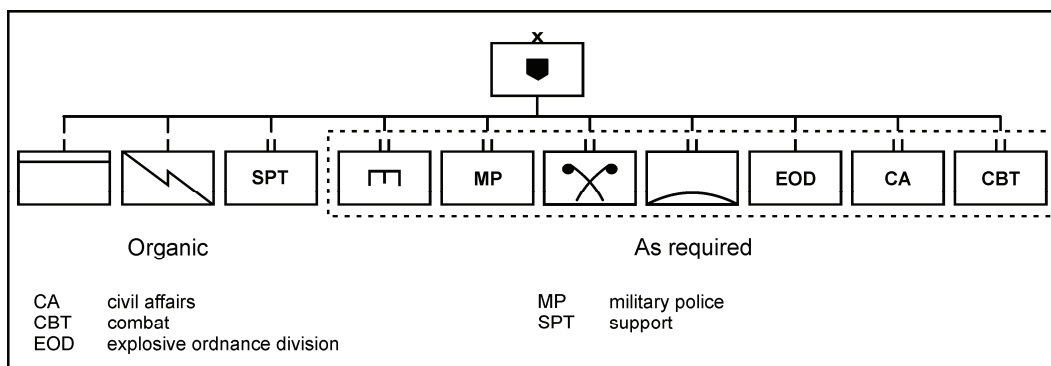 x
SPT MP EOD CA CBT
Organic As required
CA civil affairs MP military police
CBT combat SPT support
EOD explosive ordnance division